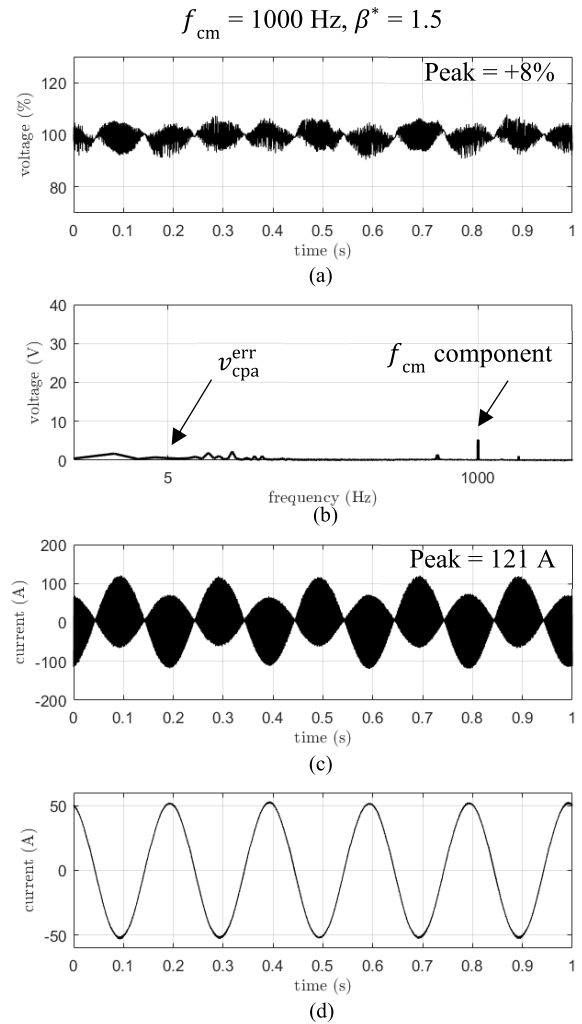 f cm = 1000 Hz, β* = 1.5
Peak = +8%
120
100
80
voltage (%)
0 0.1 0.2 0.3 0.4 0.5 0.6 0.7 0.8 0.9 1
time (s)
(a)
40
30
20
10
0
voltage (V)
v err cpa
f cm component
5 1000
frequency (Hz)
(b)
200
100
0
-100
-200
current (A)
Peak = 121 A
0 0.1 0.2 0.3 0.4 0.5 0.6 0.7 0.8 0.9 1
time (s)
(c)
50
0
-50
current (A)
0 0.1 0.2 0.3 0.4 0.5 0.6 0.7 0.8 0.9 1
time (s)
(d)